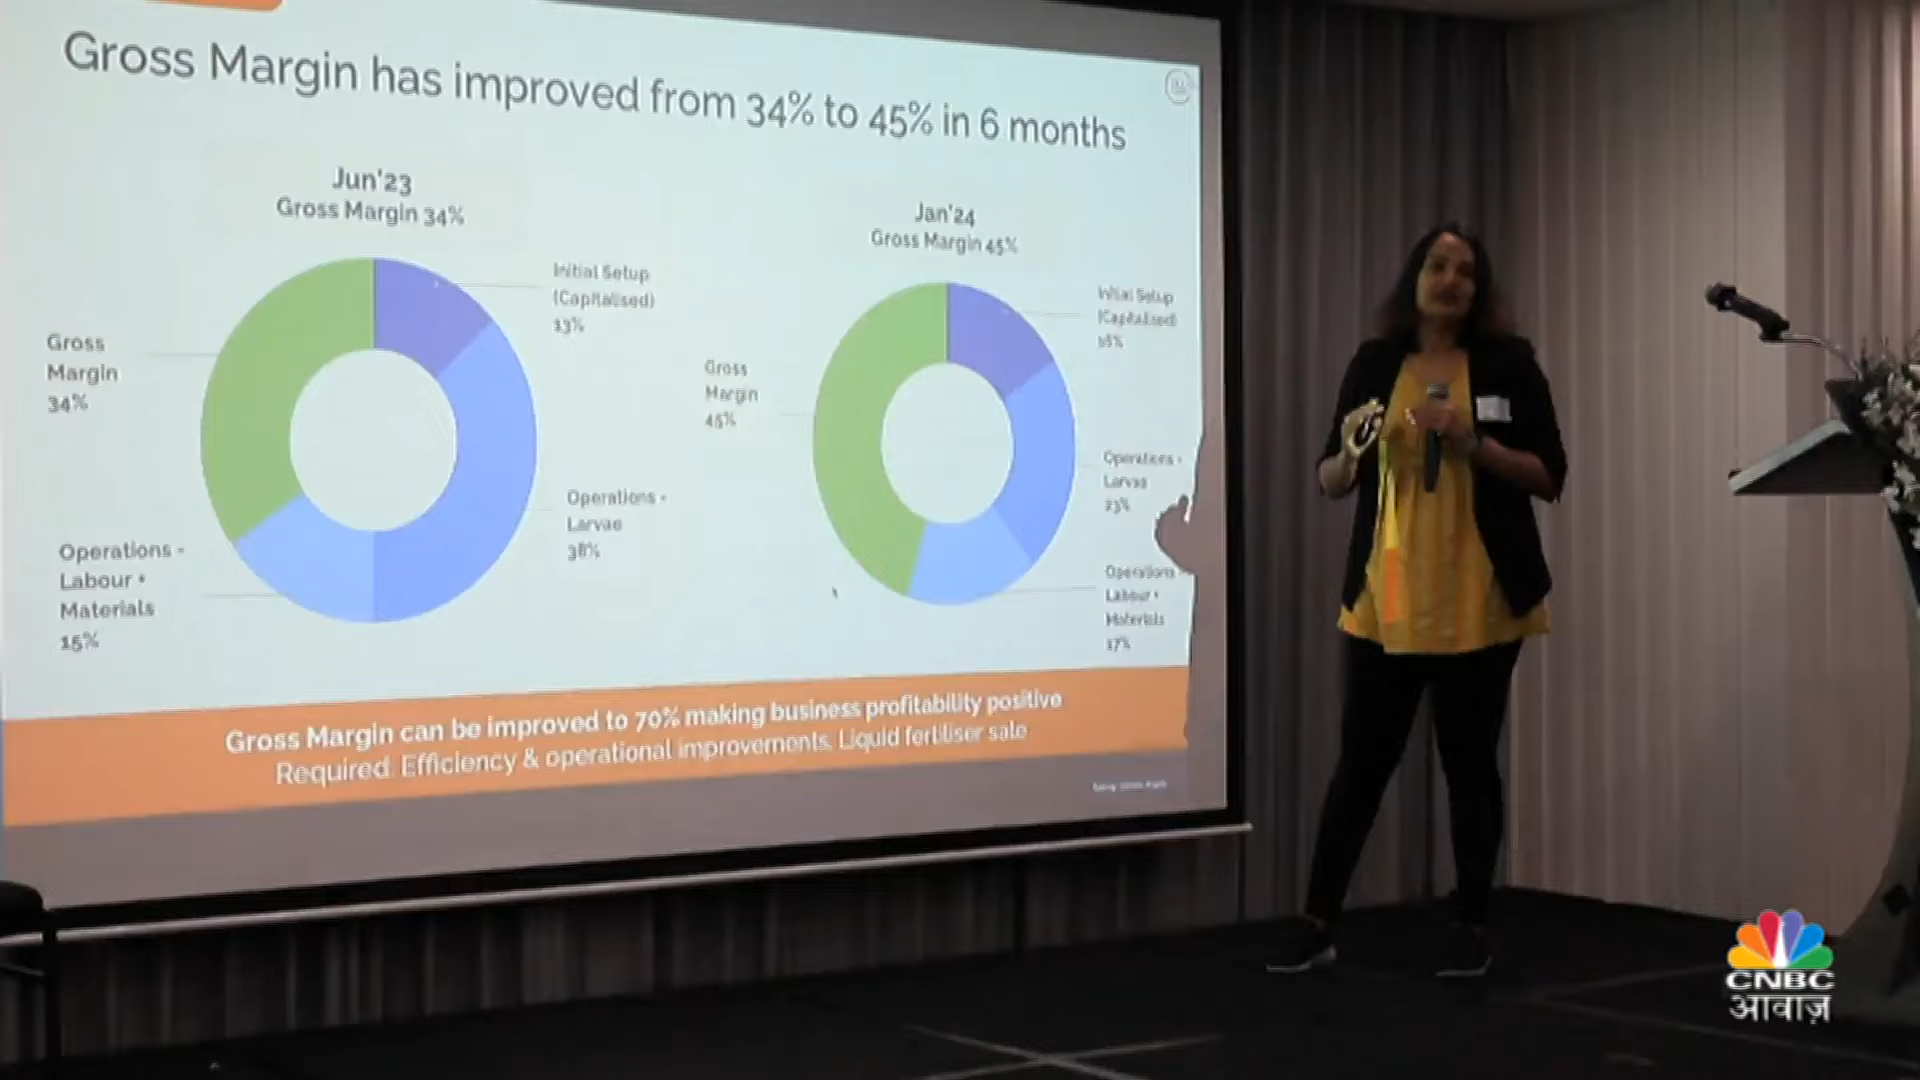 Gross Margin has improved from 34% to 45% in 6 months
Jun'23
Gross Margin 34%
Initial Setup
(Capitalised)
13%
Gross
Margin
34%
Operations -
Larvae
38%
Operations -
Labour +
Materials
15%
Jan'24
Gross Margin 45%
Initial Setup
(Capitalised)
Gross
Margin
45%
Operations -
Larvae
23%
Operations
Labour +
Materials
17%
Gross Margin can be improved to 70% making business profitability positive
Required. Efficiency & operational improvements. Liquid fertiliser sale
CNBC
आवाज़